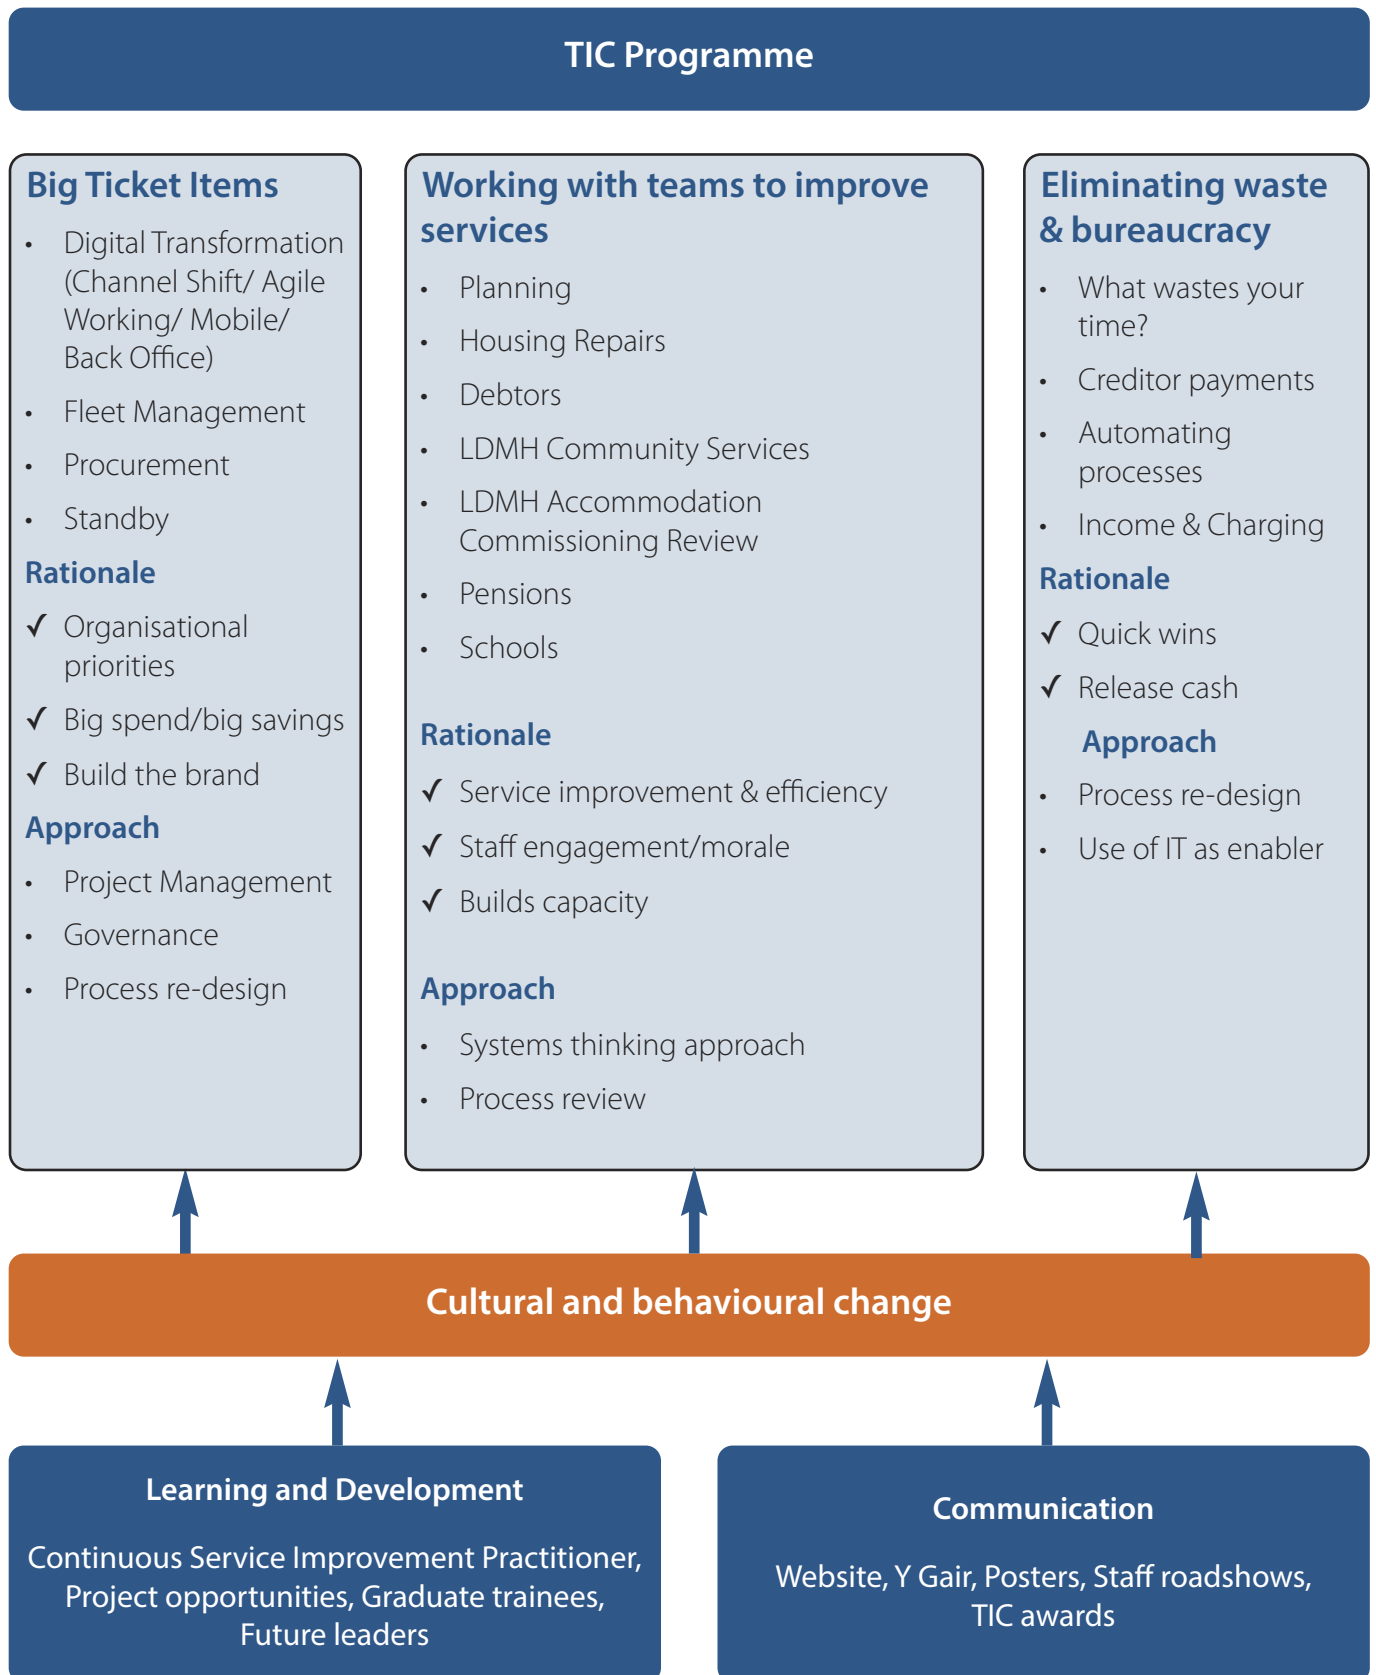 TIC Programme
Big Ticket Items
• Digital Transformation
(Channel Shift/ Agile
Working/ Mobile/
Back Office)
• Fleet Management
• Procurement
• Standby
Rationale
✓ Organisational
priorities
✓ Big spend/big savings
✓ Build the brand
Approach
• Project Management
• Governance
• Process re-design
Working with teams to improve
services
• Planning
• Housing Repairs
• Debtors
• LDMH Community Services
• LDMH Accommodation
Commissioning Review
• Pensions
• Schools
Rationale
✓ Service improvement & efficiency
✓ Staff engagement/morale
✓ Builds capacity
Approach
• Systems thinking approach
• Process review
Eliminating waste
& bureaucracy
• What wastes your
time?
• Creditor payments
• Automating
processes
• Income & Charging
Rationale
✓ Quick wins
✓ Release cash
Approach
• Process re-design
• Use of IT as enabler
Cultural and behavioural change
Learning and Development
Continuous Service Improvement Practitioner,
Project opportunities, Graduate trainees,
Future leaders
Communication
Website, Y Gair, Posters, Staff roadshows,
TIC awards